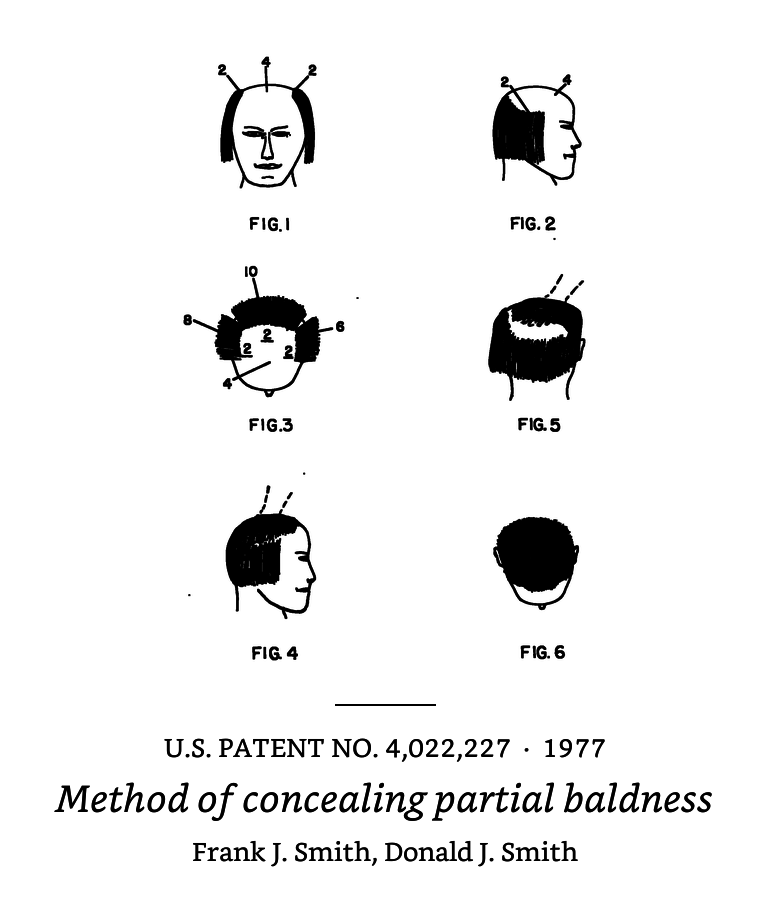 2 4 2
2 4
FIG.1
FIG. 2
10
8
6
2
2 2
4
FIG.3
FIG.5
FIG. 4
FIG. 6
U.S. PATENT NO. 4,022,227 · 1977
Method of concealing partial baldness
Frank J. Smith, Donald J. Smith